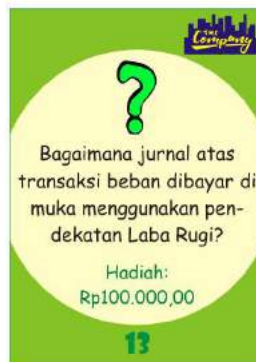 THE
Company
?
Bagaimana jurnal atas
transaksi beban dibayar di
muka menggunakan pen-
dekatan Laba Rugi?
Hadiah:
Rp100.000,00
13